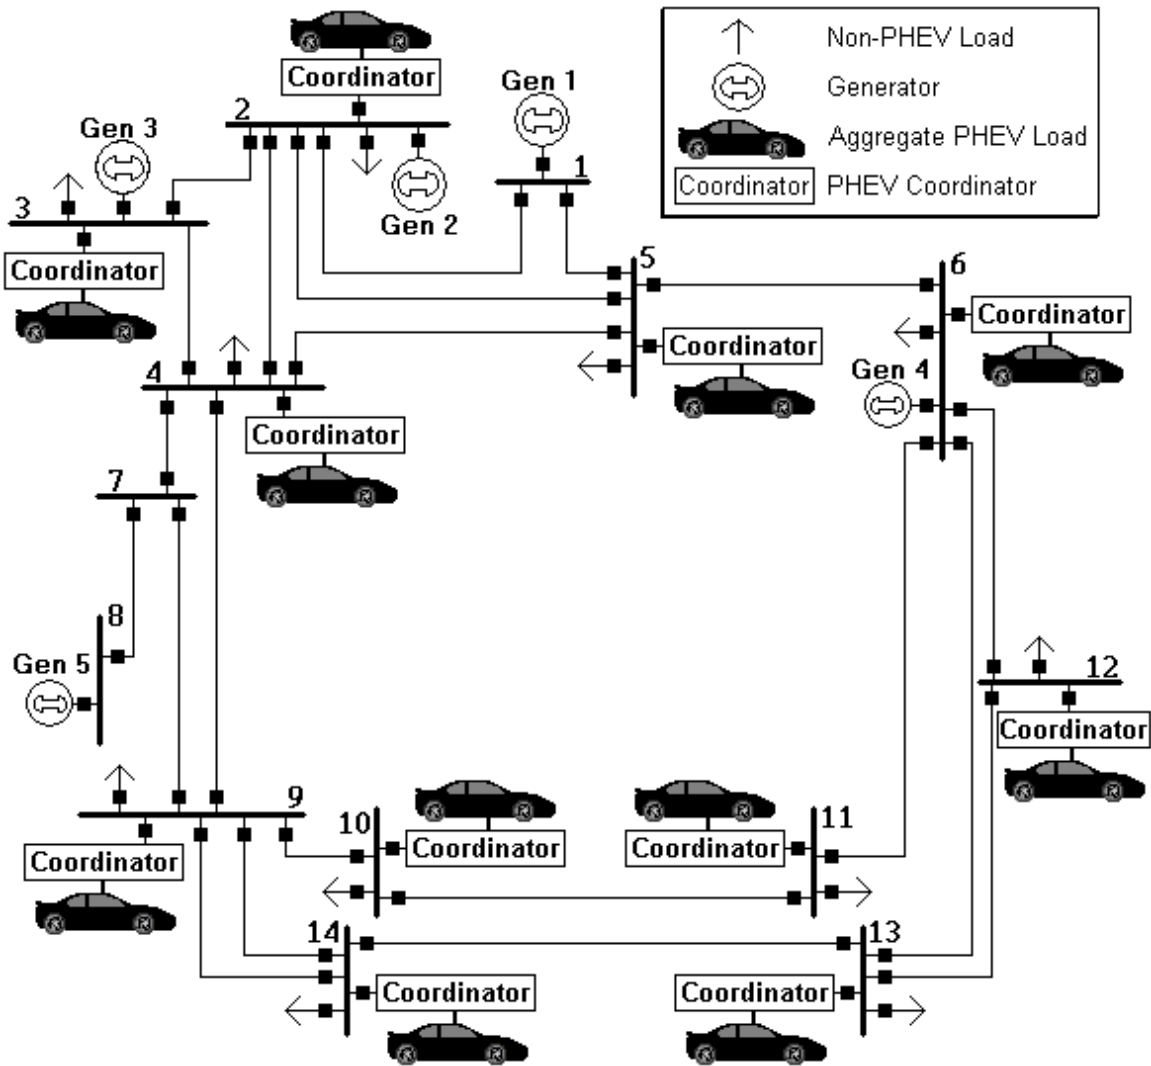 Non-PHEV Load
Generator
Aggregate PHEV Load
Coordinator
PHEV Coordinator
Coordinator
Gen 1
2
Gen 3
1
Gen 2
3
Coordinator
5
6
Coordinator
Coordinator
4
Gen 4
Coordinator
7
8
Gen 5
12
Coordinator
9
10
11
Coordinator
Coordinator
Coordinator
14
13
Coordinator
Coordinator